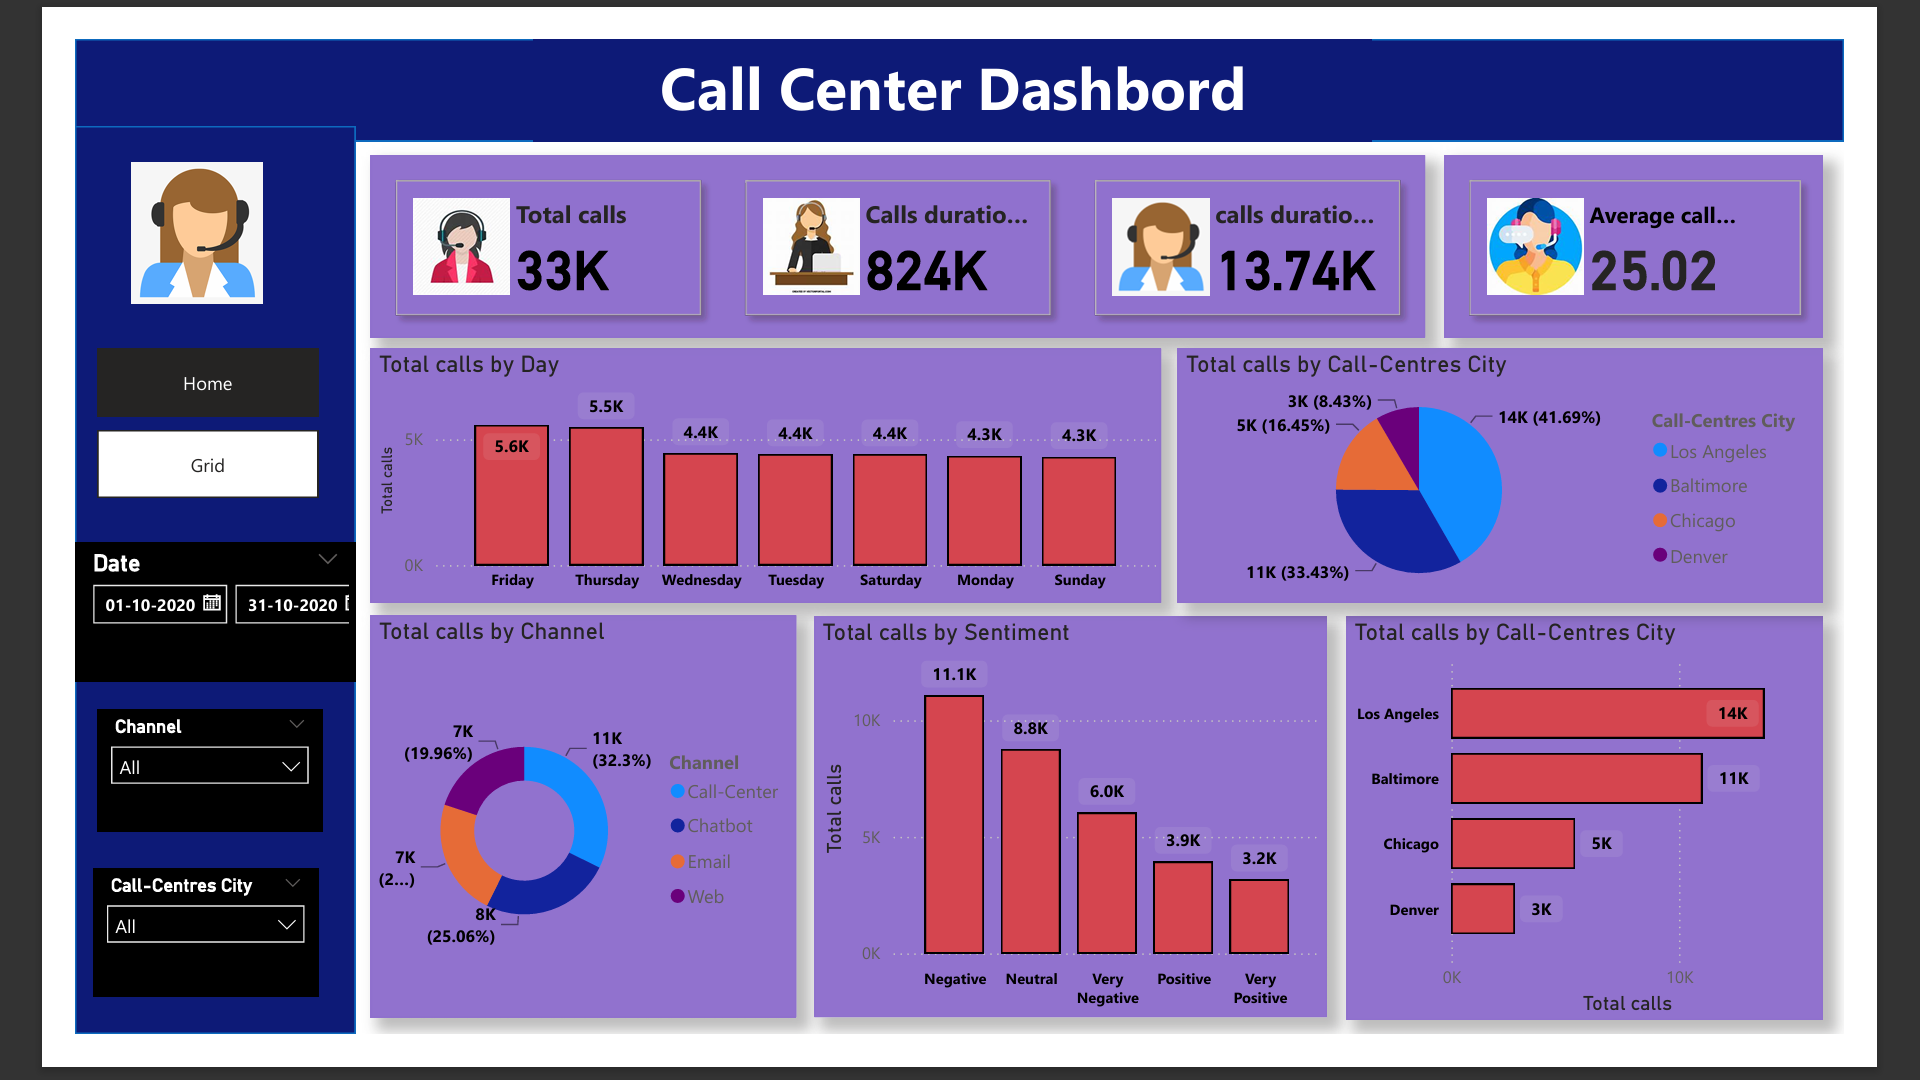 Call Center Dashbord
Home
Grid
Date
01-10-2020
31-10-2020
Channel
All
Call-Centres City
All
Total calls
33K
Calls duratio...
824K
calls duratio...
13.74K
Average call...
25.02
Total calls by Day
Total calls
5K
0K
5.6K
5.5K
4.4K
4.4K
4.4K
4.3K
4.3K
Friday
Thursday
Wednesday
Tuesday
Saturday
Monday
Sunday
Total calls by Call-Centres City
3K (8.43%)
5K (16.45%)
14K (41.69%)
11K (33.43%)
Call-Centres City
Los Angeles
Baltimore
Chicago
Denver
Total calls by Channel
7K
(19.96%)
11K
(32.3%)
7K
(2...)
8K
(25.06%)
Channel
Call-Center
Chatbot
Email
Web
Total calls by Sentiment
Total calls
10K
5K
0K
11.1K
8.8K
6.0K
3.9K
3.2K
Negative
Neutral
Very
Negative
Positive
Very
Positive
Total calls by Call-Centres City
Los Angeles
14K
Baltimore
11K
Chicago
5K
Denver
3K
0K
10K
Total calls